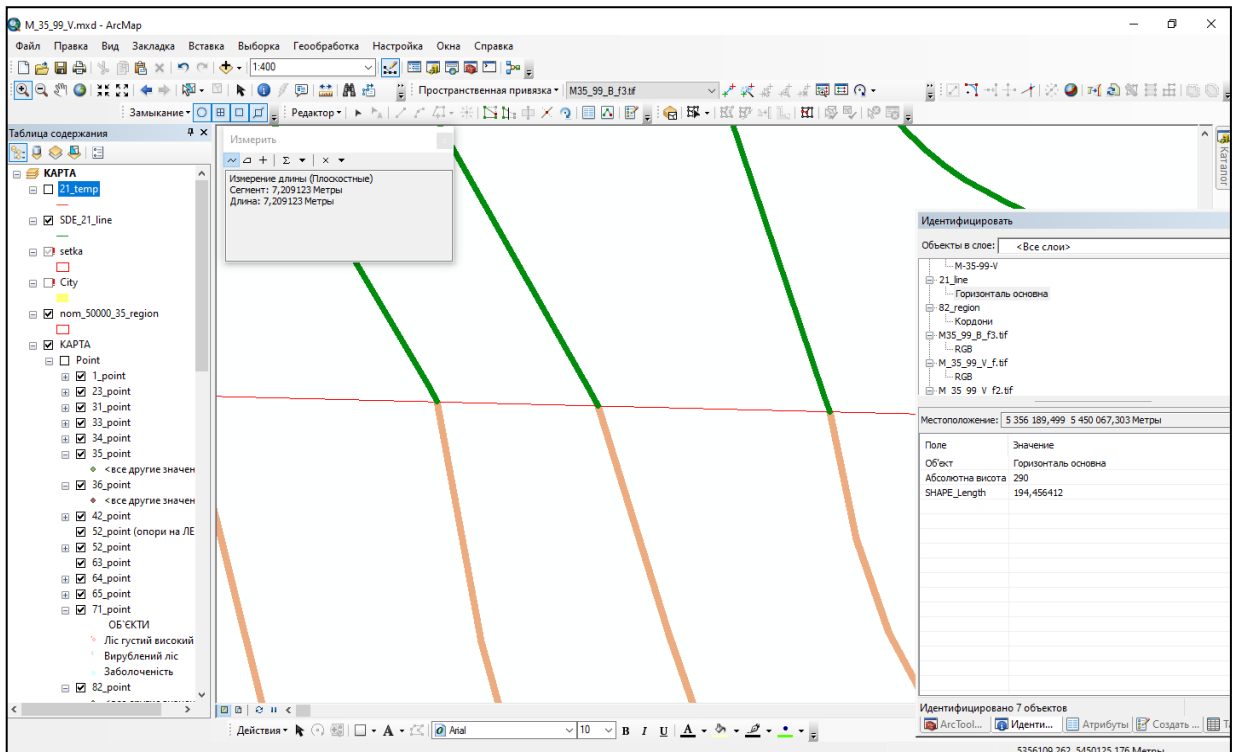 M_35_99_V.mxd - ArcMap
Файл Правка Вид Закладка Вставка Выборка Геообработка Настройка Окна Справка
1:400
Пространственная привязка M35_99_B_f3.tif
Замыкание Редактор
Таблица содержания
КАРТА
21_temp
SDE_21_line
setka
City
nom_50000_35_region
КАРТА
Point
1_point
23_point
31_point
33_point
34_point
35_point
<все другие значен
36_point
<все другие значен
42_point
52_point (опори на ЛЕ
52_point
63_point
64_point
65_point
71_point
ОБ'ЄКТИ
Ліс густий високий
Вирублений ліс
Заболоченість
82_point
Измерить
Измерение длины (Плоскостные)
Сегмент: 7,209123 Метры
Длина: 7,209123 Метры
Каталог
Идентифицировать
Объекты в слое: <Все слои>
M-35-99-V
21_line
Горизонталь основна
82_region
Кордони
M35_99_B_f3.tif
RGB
M_35_99_V_f.tif
RGB
M_35_99_V_f2.tif
Местоположение: 5 356 189,499 5 450 067,303 Метры
Поле Значение
Об'єкт Горизонталь основна
Абсолютна висота 290
SHAPE_Length 194,456412
Идентифицировано 7 объектов
ArcTool... Иденти... Атрибуты Создать ...
Действия Arial 10 B I U A
5356109,262 5450125,176 Метры